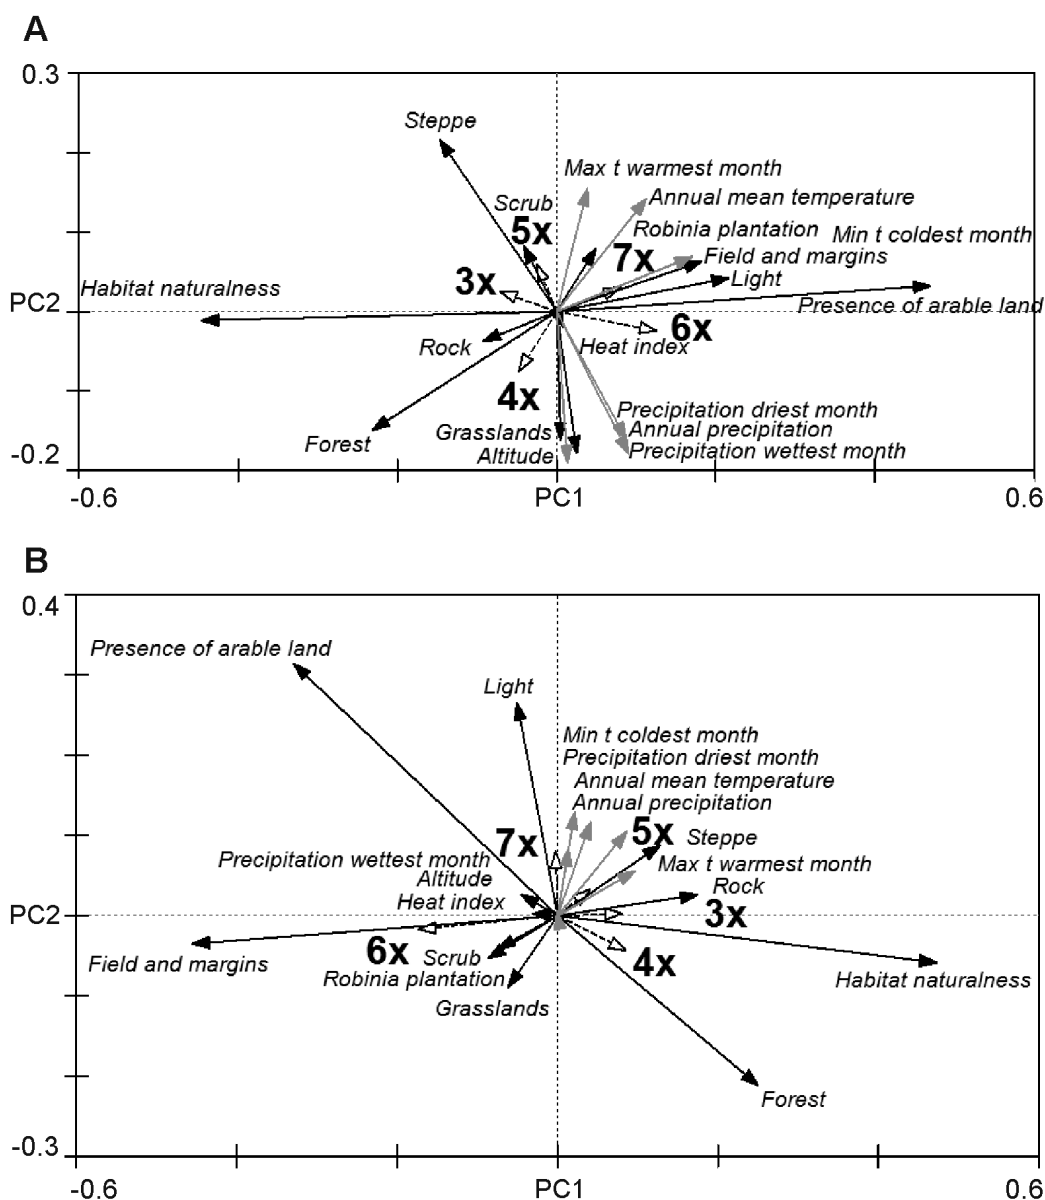 A
0.3
Steppe
Max t warmest month
Annual mean temperature
Scrub
5x
Robinia plantation
Min t coldest month
7x
Field and margins
3x
Light
Habitat naturalness
PC2
Presence of arable land
6x
Rock
Heat index
4x
Precipitation driest month
Forest
Grasslands
Annual precipitation
Altitude
Precipitation wettest month
-0.2
-0.6
PC1
0.6
B
0.4
Presence of arable land
Light
Min t coldest month
Precipitation driest month
Annual mean temperature
Annual precipitation
5x
Steppe
7x
Precipitation wettest month
Max t warmest month
Altitude
Rock
Heat index
PC2
3x
6x
Scrub
Field and margins
4x
Robinia plantation
Habitat naturalness
Grasslands
Forest
-0.3
-0.6
PC1
0.6